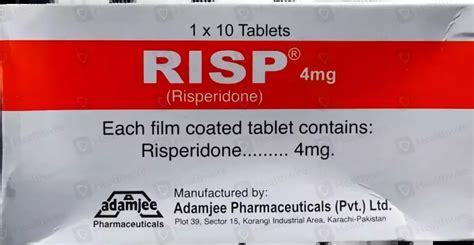 1 x 10 Tablets
RISP® 4mg
(Risperidone)
Each film coated tablet contains:
Risperidone......... 4mg.
adamjee
Pharmaceuticals
Manufactured by:
Adamjee Pharmaceuticals (Pvt.) Ltd.
Plot 39, Sector 15, Korangi Industrial Area, Karachi-Pakistan